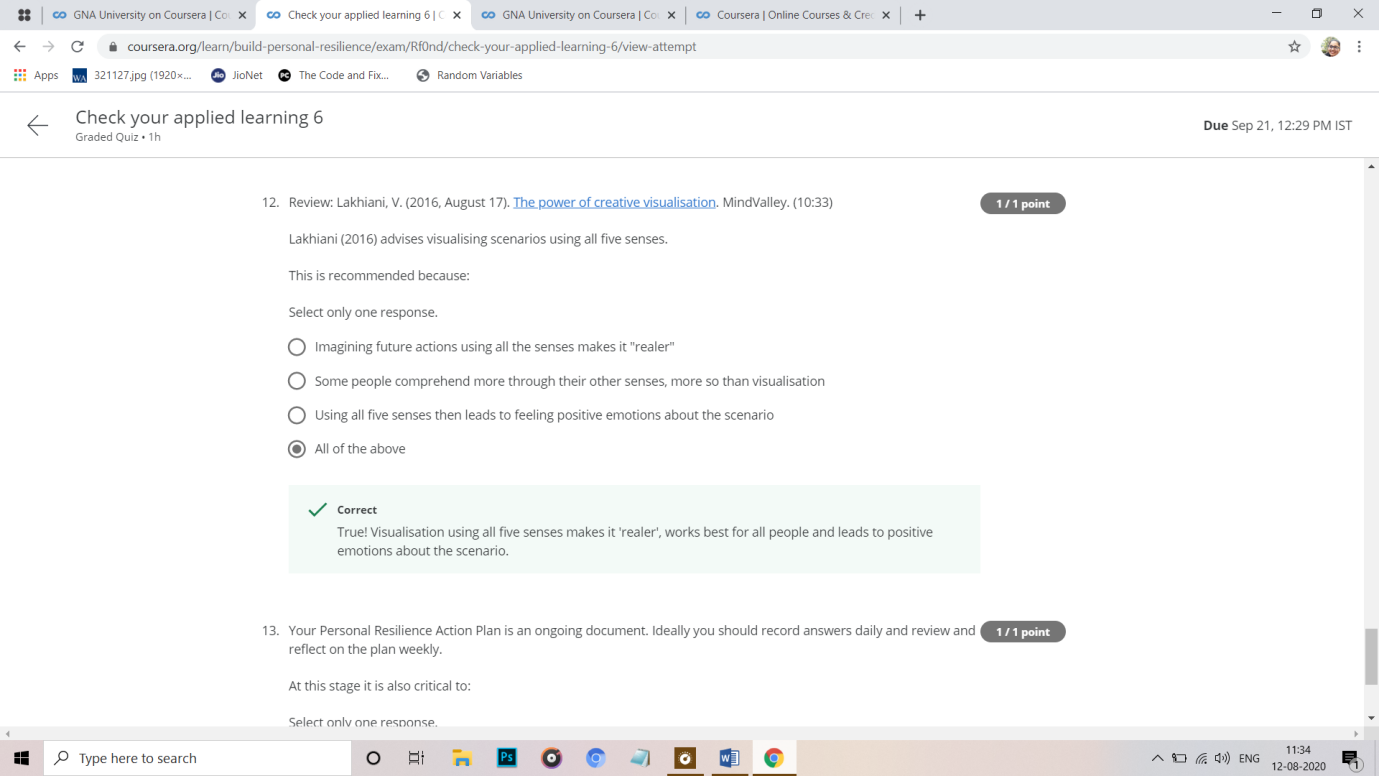 GNA University on Coursera | Co
Check your applied learning 6 | C
GNA University on Coursera | Co
Coursera | Online Courses & Cre
coursera.org/learn/build-personal-resilience/exam/Rf0nd/check-your-applied-learning-6/view-attempt
Apps
WA 321127.jpg (1920×...
Jio JioNet
PC The Code and Fix...
Random Variables
Check your applied learning 6
Graded Quiz • 1h
Due Sep 21, 12:29 PM IST
12. Review: Lakhiani, V. (2016, August 17). The power of creative visualisation. MindValley. (10:33)
1 / 1 point
Lakhiani (2016) advises visualising scenarios using all five senses.
This is recommended because:
Select only one response.
Imagining future actions using all the senses makes it "realer"
Some people comprehend more through their other senses, more so than visualisation
Using all five senses then leads to feeling positive emotions about the scenario
All of the above
Correct
True! Visualisation using all five senses makes it 'realer', works best for all people and leads to positive
emotions about the scenario.
13. Your Personal Resilience Action Plan is an ongoing document. Ideally you should record answers daily and review and
1 / 1 point
reflect on the plan weekly.
At this stage it is also critical to:
Select only one response.
Type here to search
Ps
W
ENG
11:34
12-08-2020
1